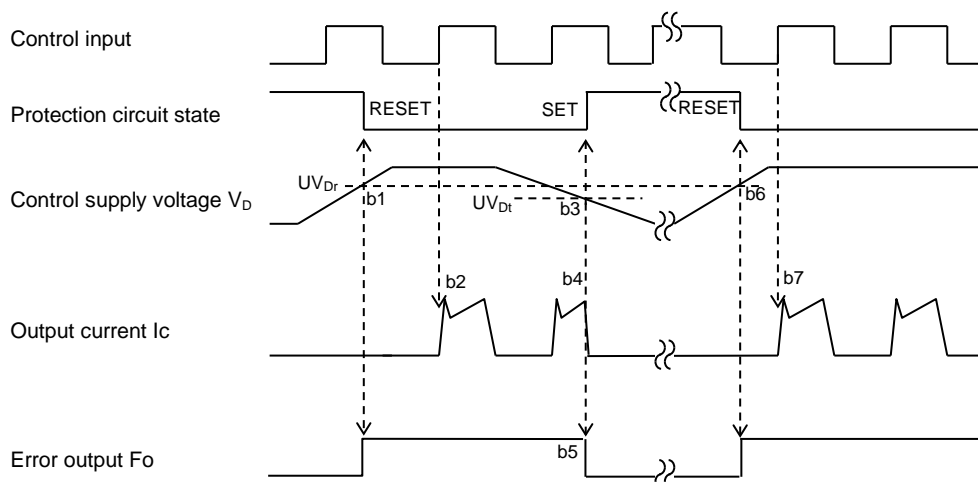 Control input
Protection circuit state
RESET
SET
RESET
Control supply voltage VD
UVDr
b1
UVDt
b3
b6
b2
b4
b7
Output current Ic
b5
Error output Fo